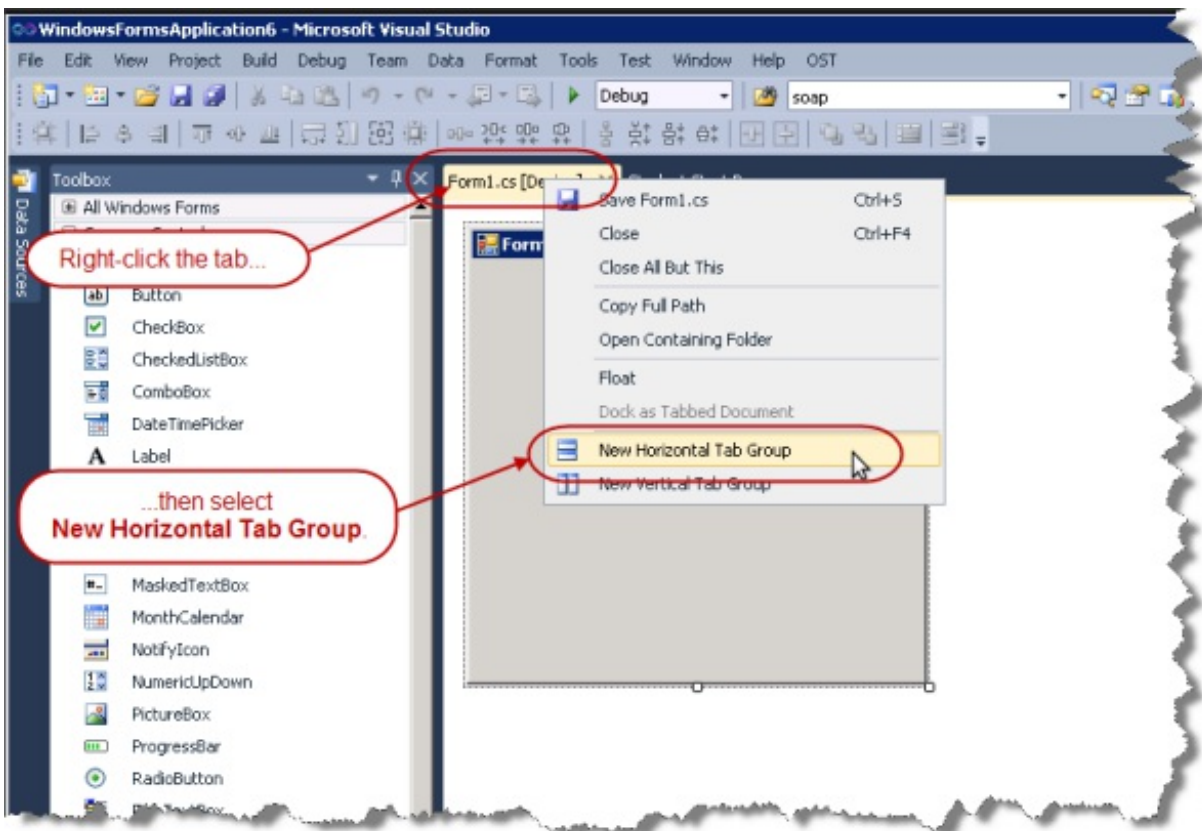 WindowsFormsApplication6 - Microsoft Visual Studio
File Edit View Project Build Debug Team Data Format Tools Test Window Help OST
Debug soap
Toolbox
Form1.cs [De
Data Sources
All Windows Forms
Save Form1.cs Ctrl+S
Form
Close Ctrl+F4
Right-click the tab...
Close All But This
Button
Copy Full Path
CheckBox
Open Containing Folder
CheckedListBox
Float
ComboBox
Dock as Tabbed Document
DateTimePicker
New Horizontal Tab Group
A Label
New Vertical Tab Group
...then select
New Horizontal Tab Group.
MaskedTextBox
MonthCalendar
NotifyIcon
NumericUpDown
PictureBox
ProgressBar
RadioButton